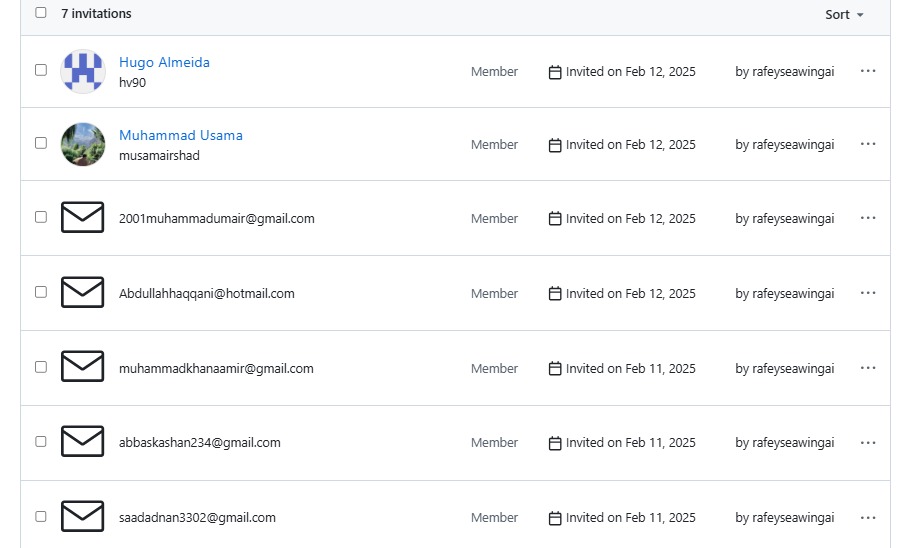 7 invitations Sort
Hugo Almeida
hv90 Member Invited on Feb 12, 2025 by rafeyseawingai
Muhammad Usama
musamairshad Member Invited on Feb 12, 2025 by rafeyseawingai
2001muhammadumair@gmail.com Member Invited on Feb 12, 2025 by rafeyseawingai
Abdullahhaqqani@hotmail.com Member Invited on Feb 12, 2025 by rafeyseawingai
muhammadkhanaamir@gmail.com Member Invited on Feb 11, 2025 by rafeyseawingai
abbaskashan234@gmail.com Member Invited on Feb 11, 2025 by rafeyseawingai
saadadnan3302@gmail.com Member Invited on Feb 11, 2025 by rafeyseawingai